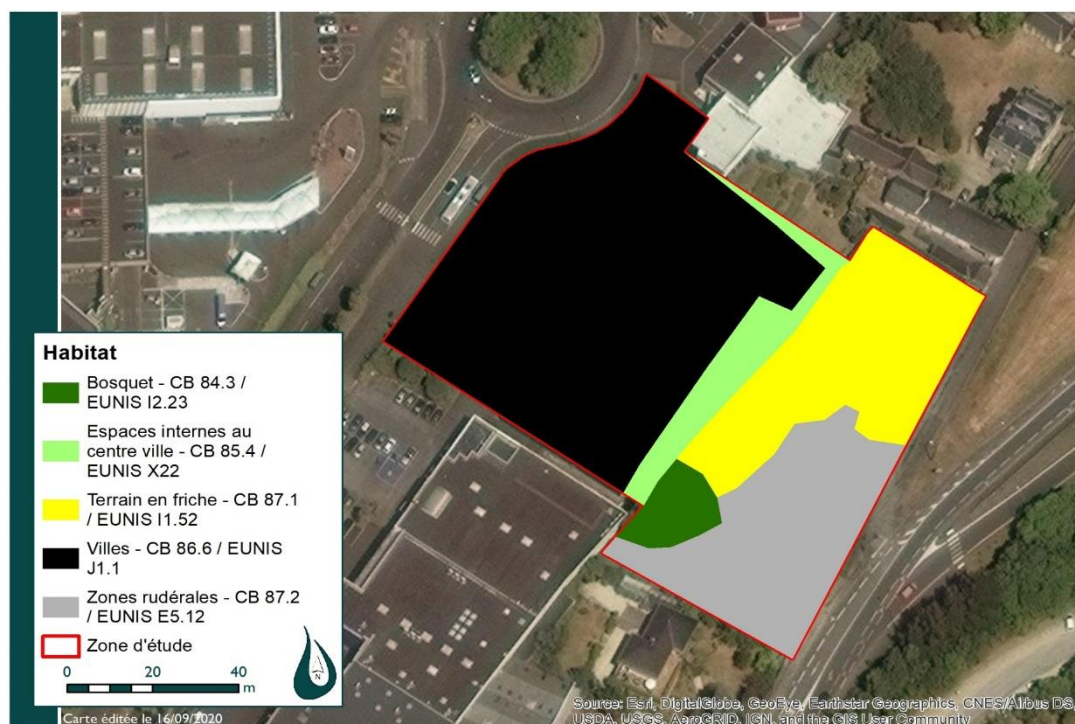 Habitat
Bosquet - CB 84.3 /
EUNIS I2.23
Espaces internes au
centre ville - CB 85.4 /
EUNIS X22
Terrain en friche - CB 87.1
/ EUNIS I1.52
Villes - CB 86.6 / EUNIS
J1.1
Zones rudérales - CB 87.2
/ EUNIS E5.12
Zone d'étude
0 20 40
m
N
Carte éditée le 16/09/2020
Source: Esri, DigitalGlobe, GeoEye, Earthstar Geographics, CNES/Airbus DS,
USDA, USGS, AeroGRID, IGN, and the GIS User Community